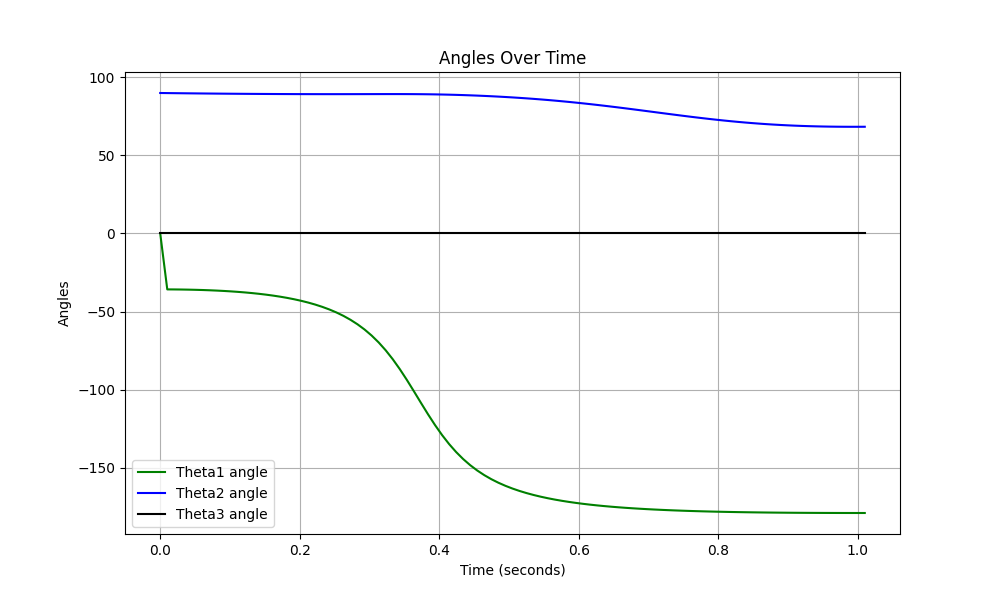 Angles Over Time
100
50
0
−50
−100
−150
Angles
Theta1 angle
Theta2 angle
Theta3 angle
0.0 0.2 0.4 0.6 0.8 1.0
Time (seconds)